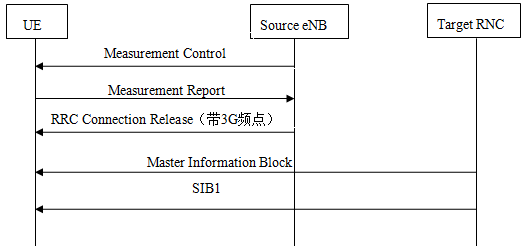 UE Source eNB Target RNC
Measurement Control
Measurement Report
RRC Connection Release（带3G频点）
Master Information Block
SIB1